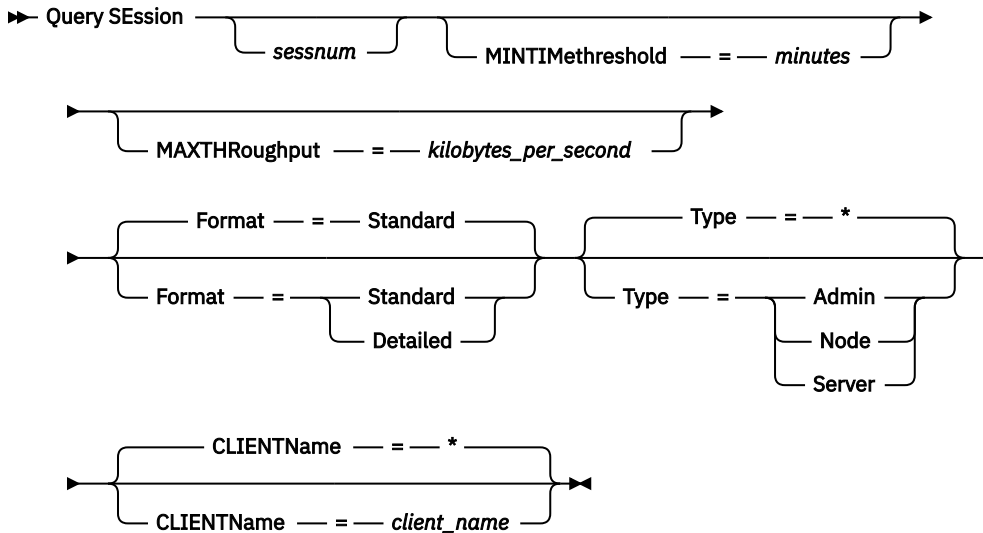 Query SEssion
sessnum
MINTIMethreshold = minutes
MAXTHRoughput = kilobytes_per_second
Format = Standard
Format = Standard
Detailed
Type = *
Type = Admin
Node
Server
CLIENTName = *
CLIENTName = client_name